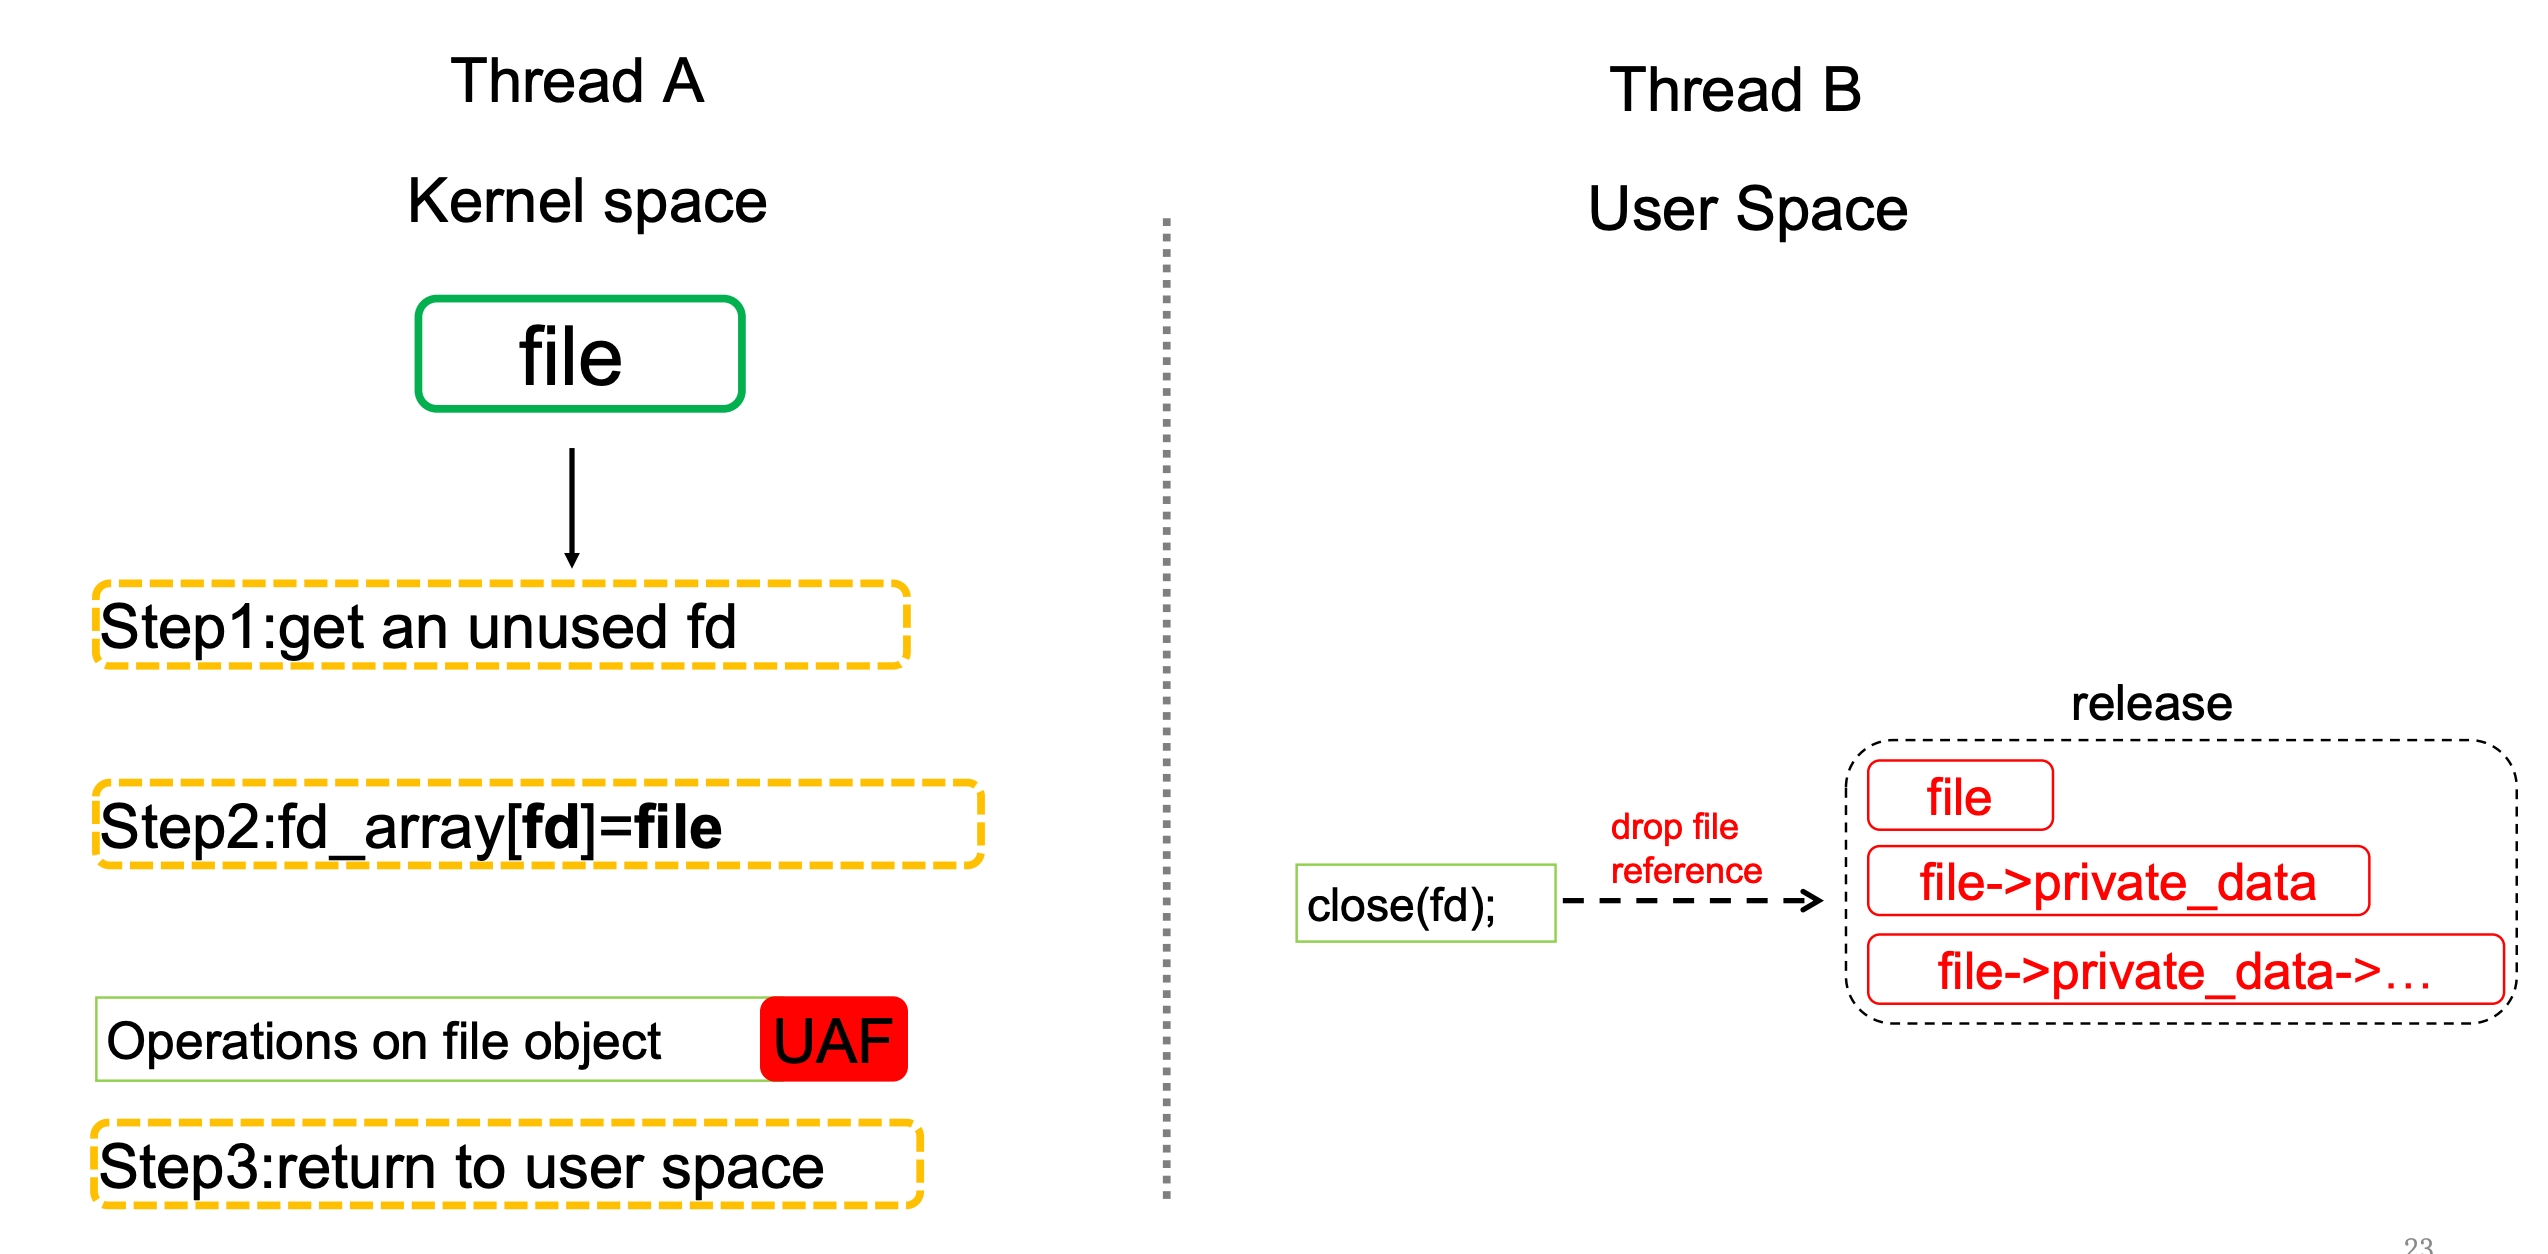 Thread A
Kernel space
file
Step1:get an unused fd
Step2:fd_array[fd]=file
Operations on file object
UAF
Step3:return to user space
Thread B
User Space
close(fd);
drop file
reference
release
file
file->private_data
file->private_data->...
23